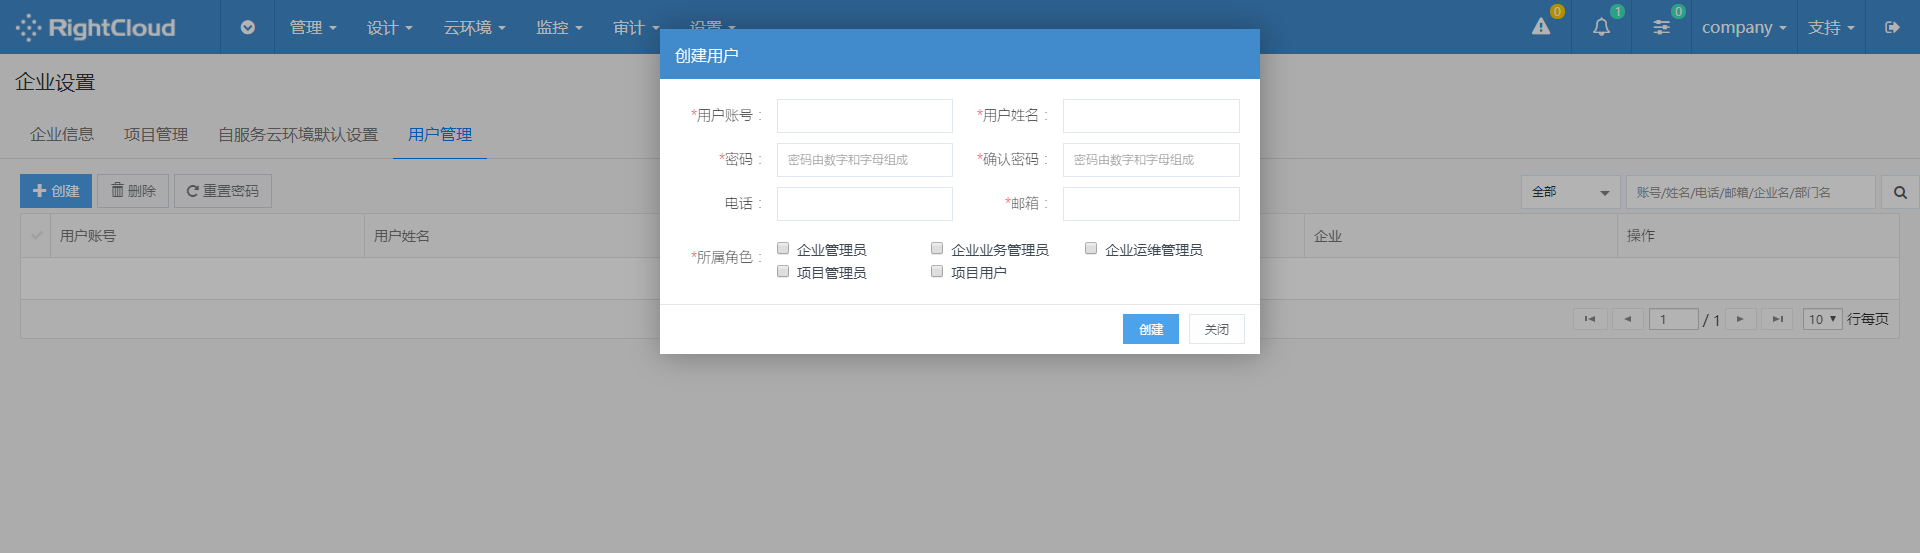 RightCloud 管理 设计 云环境 监控 审计 设置 0 1 0 company 支持
企业设置
企业信息 项目管理 自服务云环境默认设置 用户管理
创建 删除 重置密码 全部 账号/姓名/电话/邮箱/企业名/部门名
用户账号 用户姓名 企业 操作
1 / 1 10 行每页
创建用户
*用户账号： *用户姓名：
*密码： 密码由数字和字母组成 *确认密码： 密码由数字和字母组成
电话： *邮箱：
*所属角色： 企业管理员 企业业务管理员 企业运维管理员
项目管理员 项目用户
创建 关闭